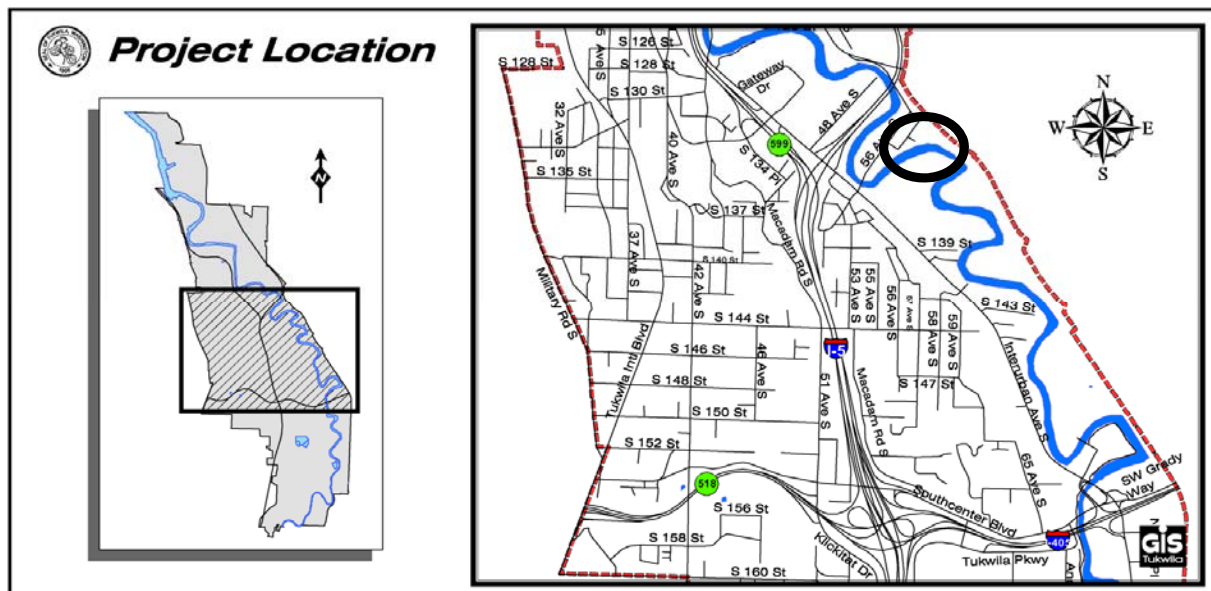 Project Location
S 126 St
S 128 St
S 128 St
S 130 St
Gateway
Dr
32 Ave S
40 Ave S
48 Ave S
599
S 134 Pl
S 135 St
S 137 St
Macadam Rd S
S 139 St
37 Ave S
S 140 St
42 Ave S
53 Ave S
55 Ave S
56 Ave S
57 Ave S
58 Ave S
59 Ave S
S 143 St
Military Rd S
S 144 St
Tukwila Intl Blvd
S 146 St
46 Ave S
I-5
Macadam Rd S
S 147 St
Interurban Ave S
S 148 St
51 Ave S
S 150 St
S 152 St
65 Ave S
SW Grady
Way
518
Southcenter Blvd
S 156 St
S 158 St
Klickitat Dr
Tukwila Pkwy
S 160 St
N
W E
S
GIS
Tukwila